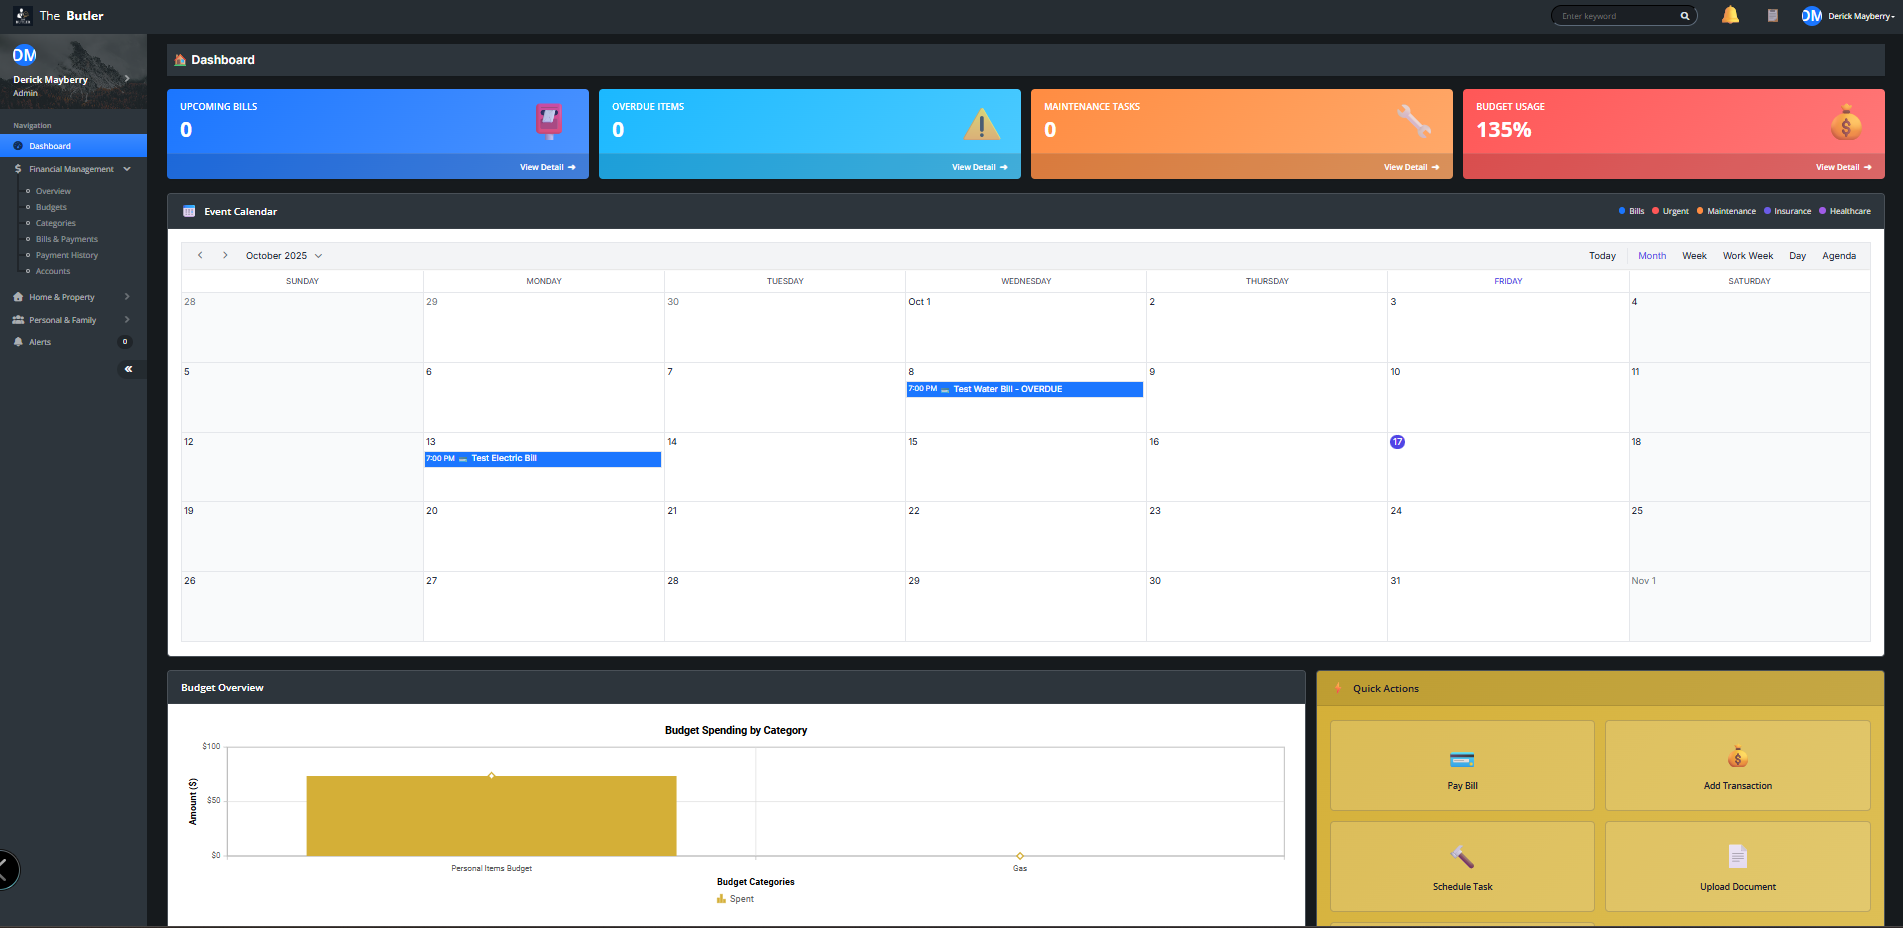 The Butler
Enter keyword
DM
Derick Mayberry
DM
Derick Mayberry
Admin
Navigation
Dashboard
Financial Management
Overview
Budgets
Categories
Bills & Payments
Payment History
Accounts
Home & Property
Personal & Family
Alerts
0
Dashboard
UPCOMING BILLS
0
View Detail
OVERDUE ITEMS
0
View Detail
MAINTENANCE TASKS
0
View Detail
BUDGET USAGE
135%
View Detail
Event Calendar
Bills Urgent Maintenance Insurance Healthcare
October 2025
Today Month Week Work Week Day Agenda
SUNDAY MONDAY TUESDAY WEDNESDAY THURSDAY FRIDAY SATURDAY
28 29 30 Oct 1 2 3 4
5 6 7 8 9 10 11
7:00 PM Test Water Bill - OVERDUE
12 13 14 15 16 17 18
7:00 PM Test Electric Bill
19 20 21 22 23 24 25
26 27 28 29 30 31 Nov 1
Budget Overview
Budget Spending by Category
$100
$50
$0
Amount ($)
Personal Items Budget Gas
Budget Categories
Spent
Quick Actions
Pay Bill
Add Transaction
Schedule Task
Upload Document